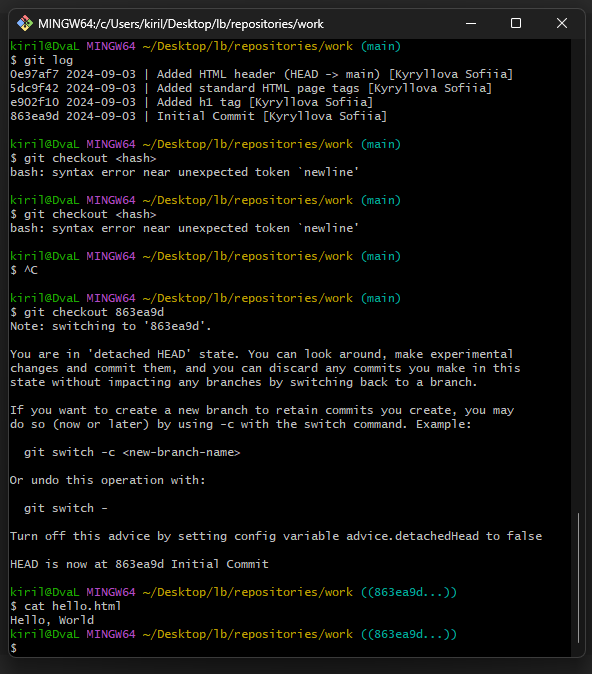 MINGW64:/c/Users/kiril/Desktop/lb/repositories/work
kiril@DvaL MINGW64 ~/Desktop/lb/repositories/work (main)
$ git log
0e97af7 2024-09-03 | Added HTML header (HEAD -> main) [Kyryllova Sofiia]
5dc9f42 2024-09-03 | Added standard HTML page tags [Kyryllova Sofiia]
e902f10 2024-09-03 | Added h1 tag [Kyryllova Sofiia]
863ea9d 2024-09-03 | Initial Commit [Kyryllova Sofiia]
kiril@DvaL MINGW64 ~/Desktop/lb/repositories/work (main)
$ git checkout <hash>
bash: syntax error near unexpected token `newline'
kiril@DvaL MINGW64 ~/Desktop/lb/repositories/work (main)
$ git checkout <hash>
bash: syntax error near unexpected token `newline'
kiril@DvaL MINGW64 ~/Desktop/lb/repositories/work (main)
$ ^C
kiril@DvaL MINGW64 ~/Desktop/lb/repositories/work (main)
$ git checkout 863ea9d
Note: switching to '863ea9d'.
You are in 'detached HEAD' state. You can look around, make experimental
changes and commit them, and you can discard any commits you make in this
state without impacting any branches by switching back to a branch.
If you want to create a new branch to retain commits you create, you may
do so (now or later) by using -c with the switch command. Example:
git switch -c <new-branch-name>
Or undo this operation with:
git switch -
Turn off this advice by setting config variable advice.detachedHead to false
HEAD is now at 863ea9d Initial Commit
kiril@DvaL MINGW64 ~/Desktop/lb/repositories/work ((863ea9d...))
$ cat hello.html
Hello, World
kiril@DvaL MINGW64 ~/Desktop/lb/repositories/work ((863ea9d...))
$